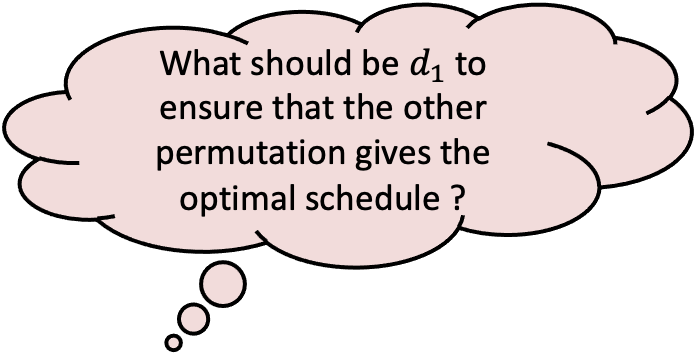 What should be 𝑑₁ to
ensure that the other
permutation gives the
optimal schedule ?